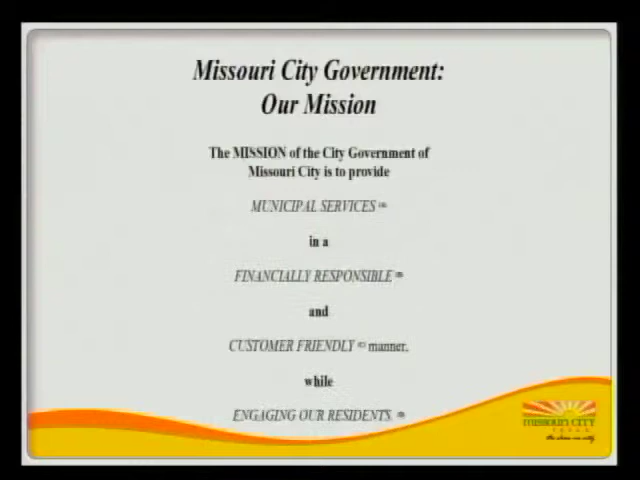 Missouri City Government:
Our Mission
The MISSION of the City Government of
Missouri City is to provide
MUNICIPAL SERVICES
in a
FINANCIALLY RESPONSIBLE
and
CUSTOMER FRIENDLY manner,
while
ENGAGING OUR RESIDENTS.
MISSOURI CITY
TEXAS